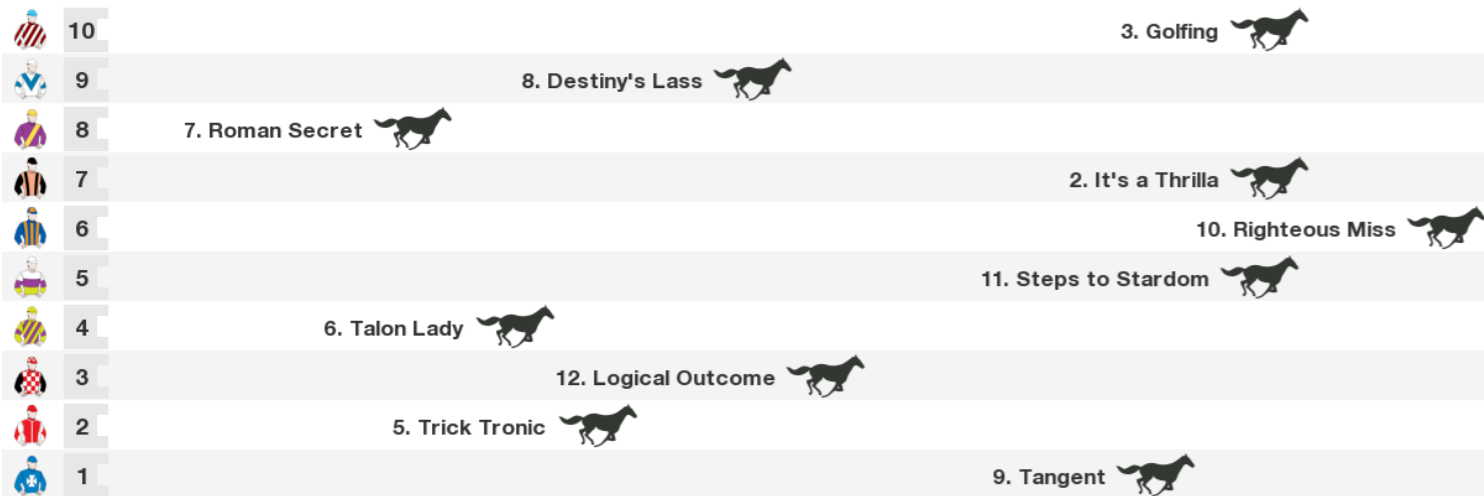 10 3. Golfing
9 8. Destiny's Lass
8 7. Roman Secret
7 2. It's a Thrilla
6 10. Righteous Miss
5 11. Steps to Stardom
4 6. Talon Lady
3 12. Logical Outcome
2 5. Trick Tronic
1 9. Tangent